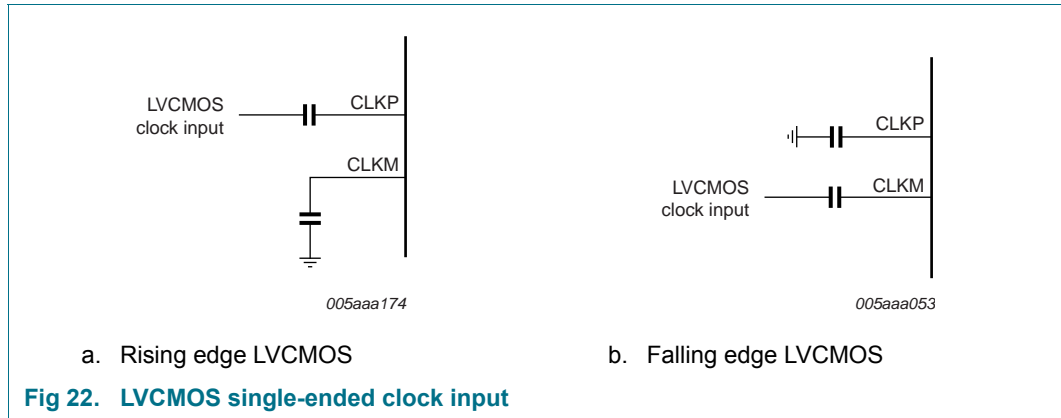 LVCMOS
clock input
CLKP
CLKM
005aaa174
a. Rising edge LVCMOS
CLKP
LVCMOS
clock input
CLKM
005aaa053
b. Falling edge LVCMOS
Fig 22. LVCMOS single-ended clock input